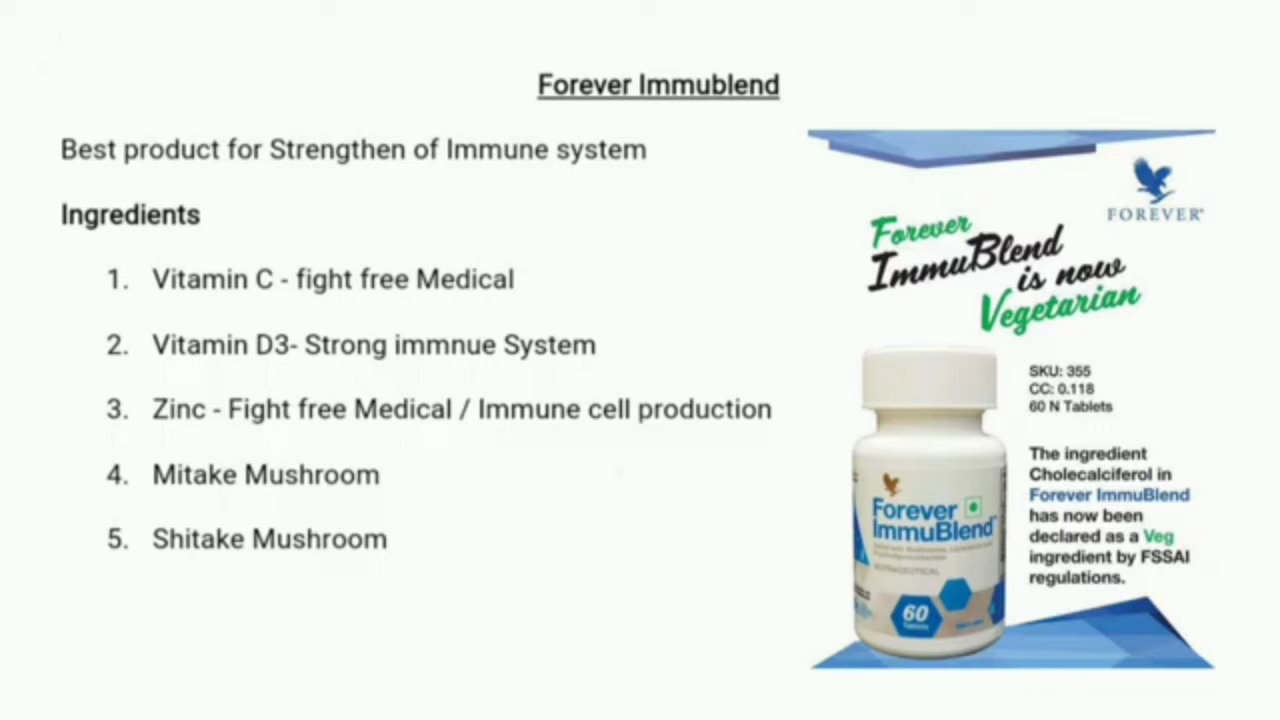 Forever Immublend
Best product for Strengthen of Immune system
Ingredients
1. Vitamin C - fight free Medical
2. Vitamin D3- Strong immnue System
3. Zinc - Fight free Medical / Immune cell production
4. Mitake Mushroom
5. Shitake Mushroom
FOREVER
Forever
ImmuBlend
is now
Vegetarian
SKU: 355
CC: 0.118
60 N Tablets
The ingredient
Cholecalciferol in
Forever ImmuBlend
has now been
declared as a Veg
ingredient by FSSAI
regulations.
Forever
ImmuBlend
NUTRACEUTICAL
60
Tablets